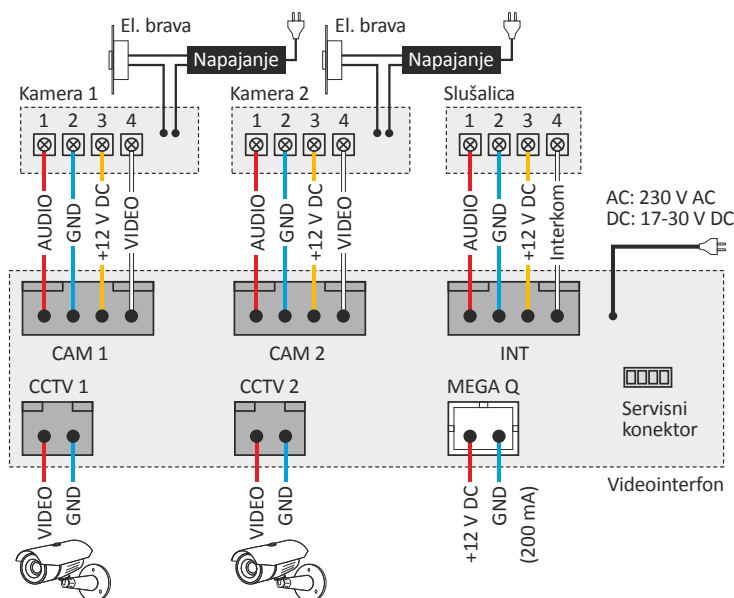 El. brava
Napajanje
El. brava
Napajanje
Kamera 1
1 2 3 4
Kamera 2
1 2 3 4
Slušalica
1 2 3 4
AUDIO
GND
+12 V DC
VIDEO
AUDIO
GND
+12 V DC
VIDEO
AUDIO
GND
+12 V DC
Interkom
AC: 230 V AC
DC: 17-30 V DC
CAM 1
CAM 2
INT
CCTV 1
CCTV 2
MEGA Q
Servisni
konektor
Videointerfon
VIDEO
GND
VIDEO
GND
+12 V DC
GND
(200 mA)